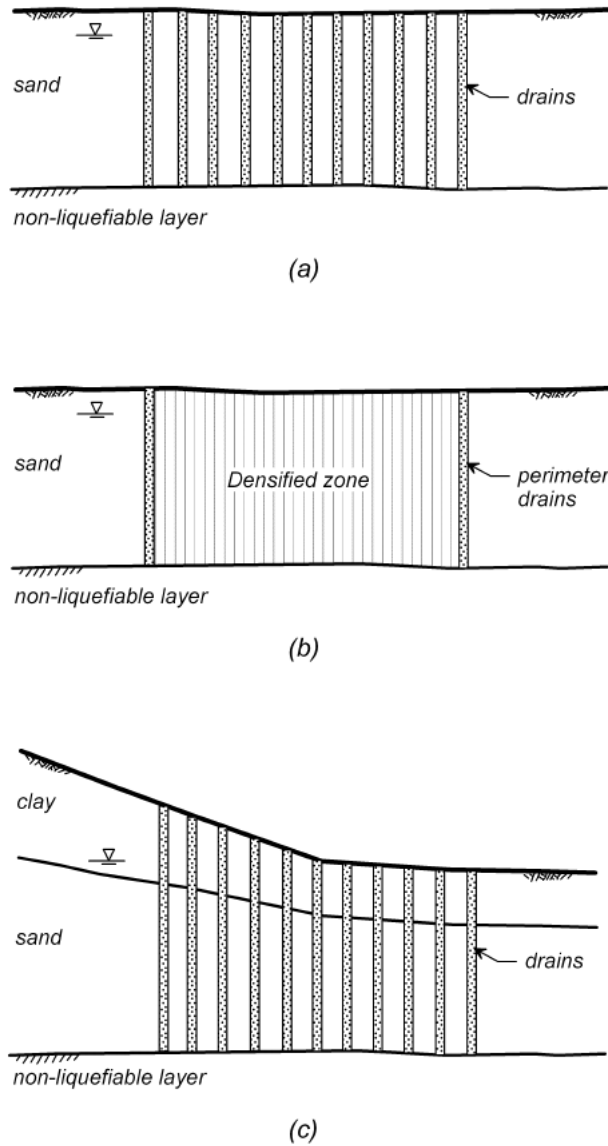 sand
drains
non-liquefiable layer
(a)
sand
Densified zone
perimeter
drains
non-liquefiable layer
(b)
clay
sand
drains
non-liquefiable layer
(c)